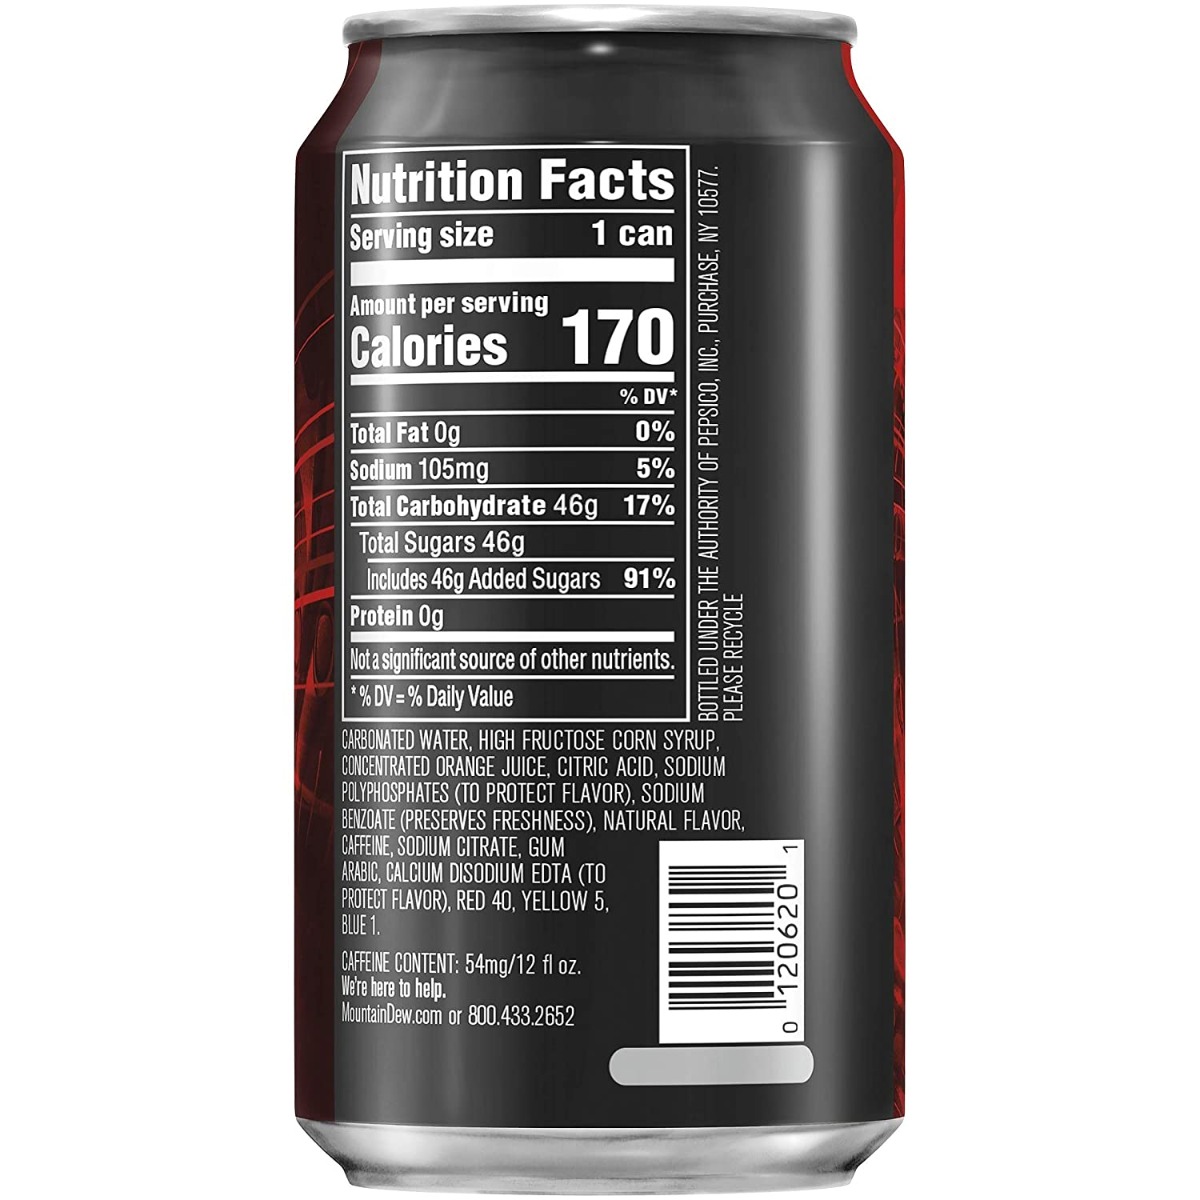 Nutrition Facts
Serving size 1 can
Amount per serving
Calories 170
% DV*
Total Fat 0g 0%
Sodium 105mg 5%
Total Carbohydrate 46g 17%
Total Sugars 46g
Includes 46g Added Sugars 91%
Protein 0g
Not a significant source of other nutrients.
* % DV = % Daily Value
BOTTLED UNDER THE AUTHORITY OF PEPSICO, INC., PURCHASE, NY 10577.
PLEASE RECYCLE
CARBONATED WATER, HIGH FRUCTOSE CORN SYRUP,
CONCENTRATED ORANGE JUICE, CITRIC ACID, SODIUM
POLYPHOSPHATES (TO PROTECT FLAVOR), SODIUM
BENZOATE (PRESERVES FRESHNESS), NATURAL FLAVOR,
CAFFEINE, SODIUM CITRATE, GUM
ARABIC, CALCIUM DISODIUM EDTA (TO
PROTECT FLAVOR), RED 40, YELLOW 5,
BLUE 1.
CAFFEINE CONTENT: 54mg/12 fl oz.
We're here to help.
MountainDew.com or 800.433.2652
0 120620 1